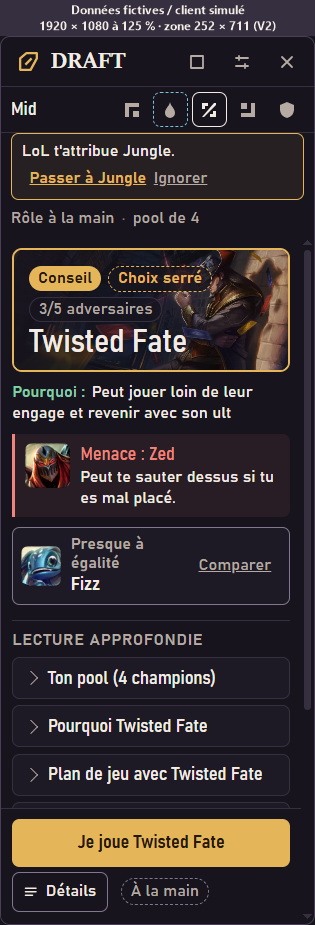 Données fictives / client simulé
1920 × 1080 à 125 % · zone 252 × 711 (V2)
DRAFT
Mid
LoL t'attribue Jungle.
Passer à Jungle Ignorer
Rôle à la main · pool de 4
Conseil Choix serré
3/5 adversaires
Twisted Fate
Pourquoi : Peut jouer loin de leur
engage et revenir avec son ult
Menace : Zed
Peut te sauter dessus si tu
es mal placé.
Presque à
égalité
Fizz
Comparer
LECTURE APPROFONDIE
Ton pool (4 champions)
Pourquoi Twisted Fate
Plan de jeu avec Twisted Fate
Je joue Twisted Fate
Détails
À la main